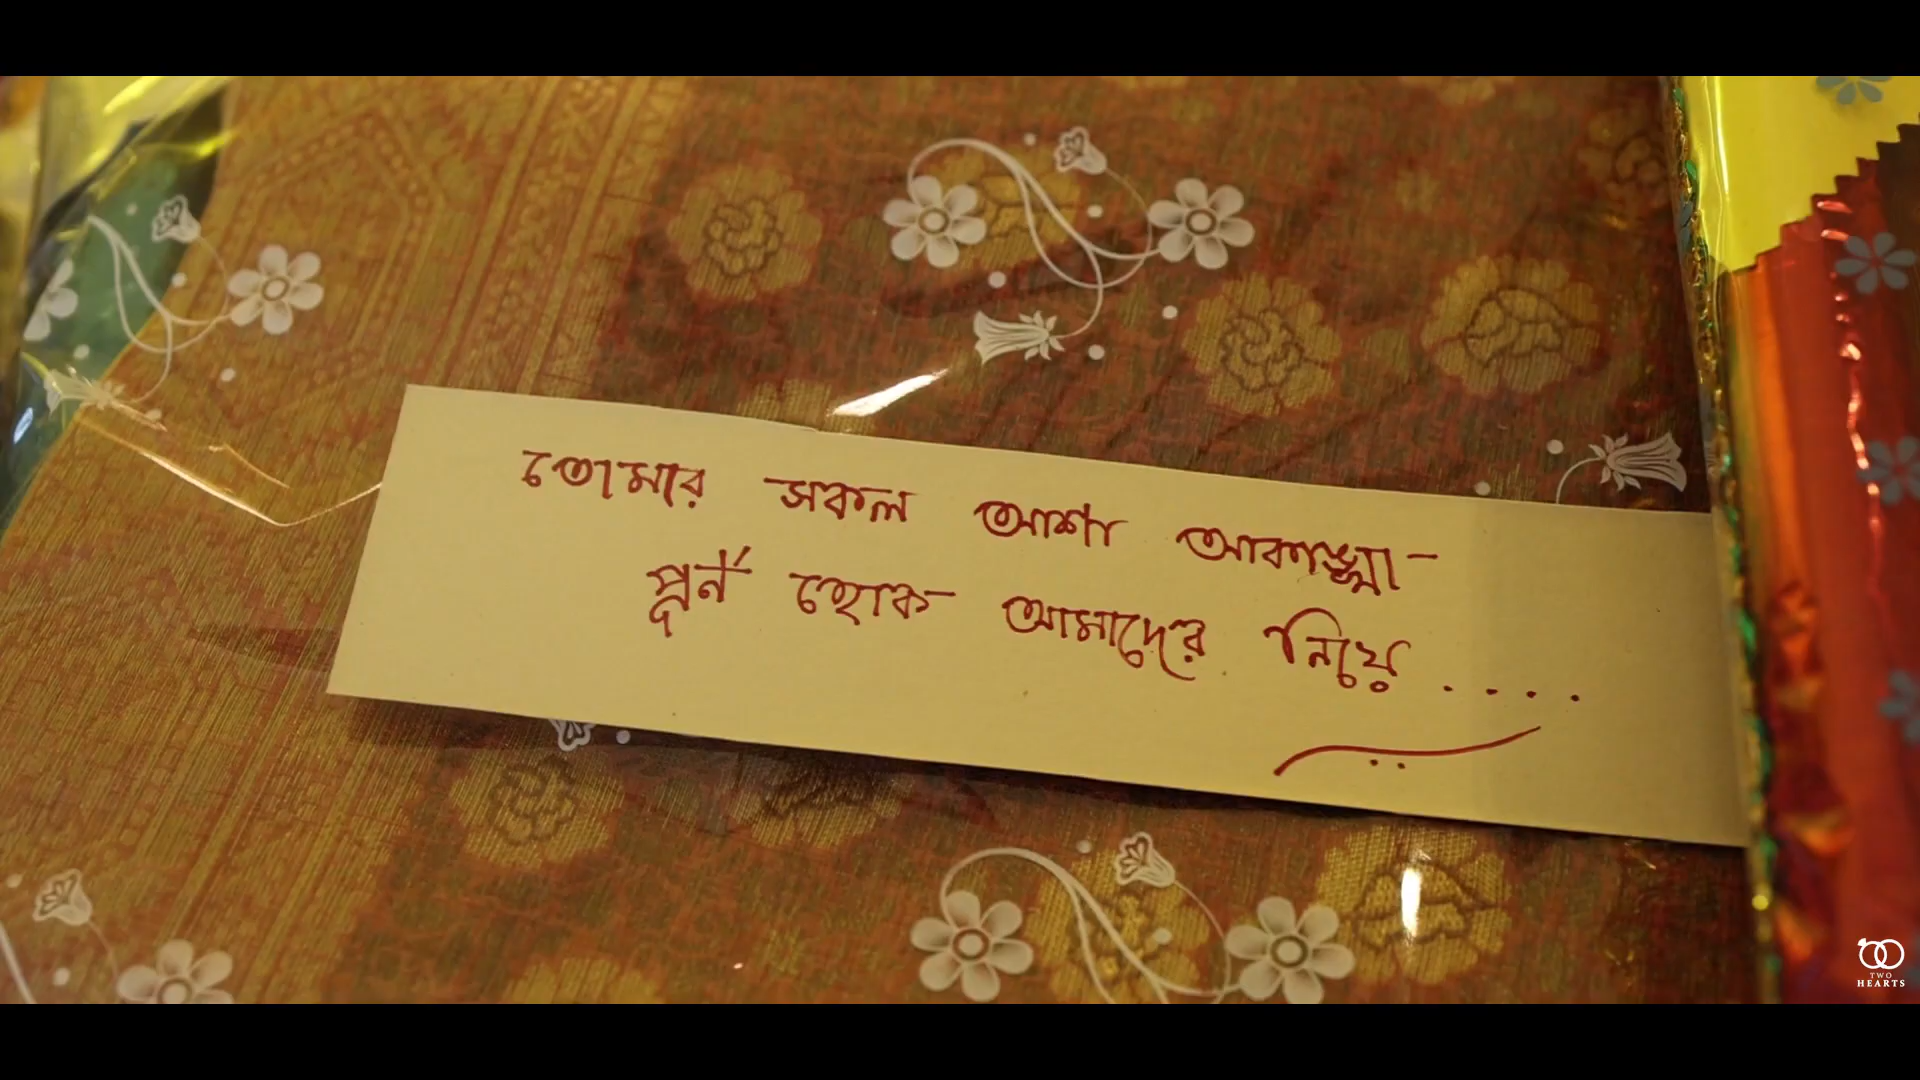 তোমার সকল আশা আকাঙ্খা -
পূর্ন হোক আমাদের নিয়ে ....
TWO
HEARTS